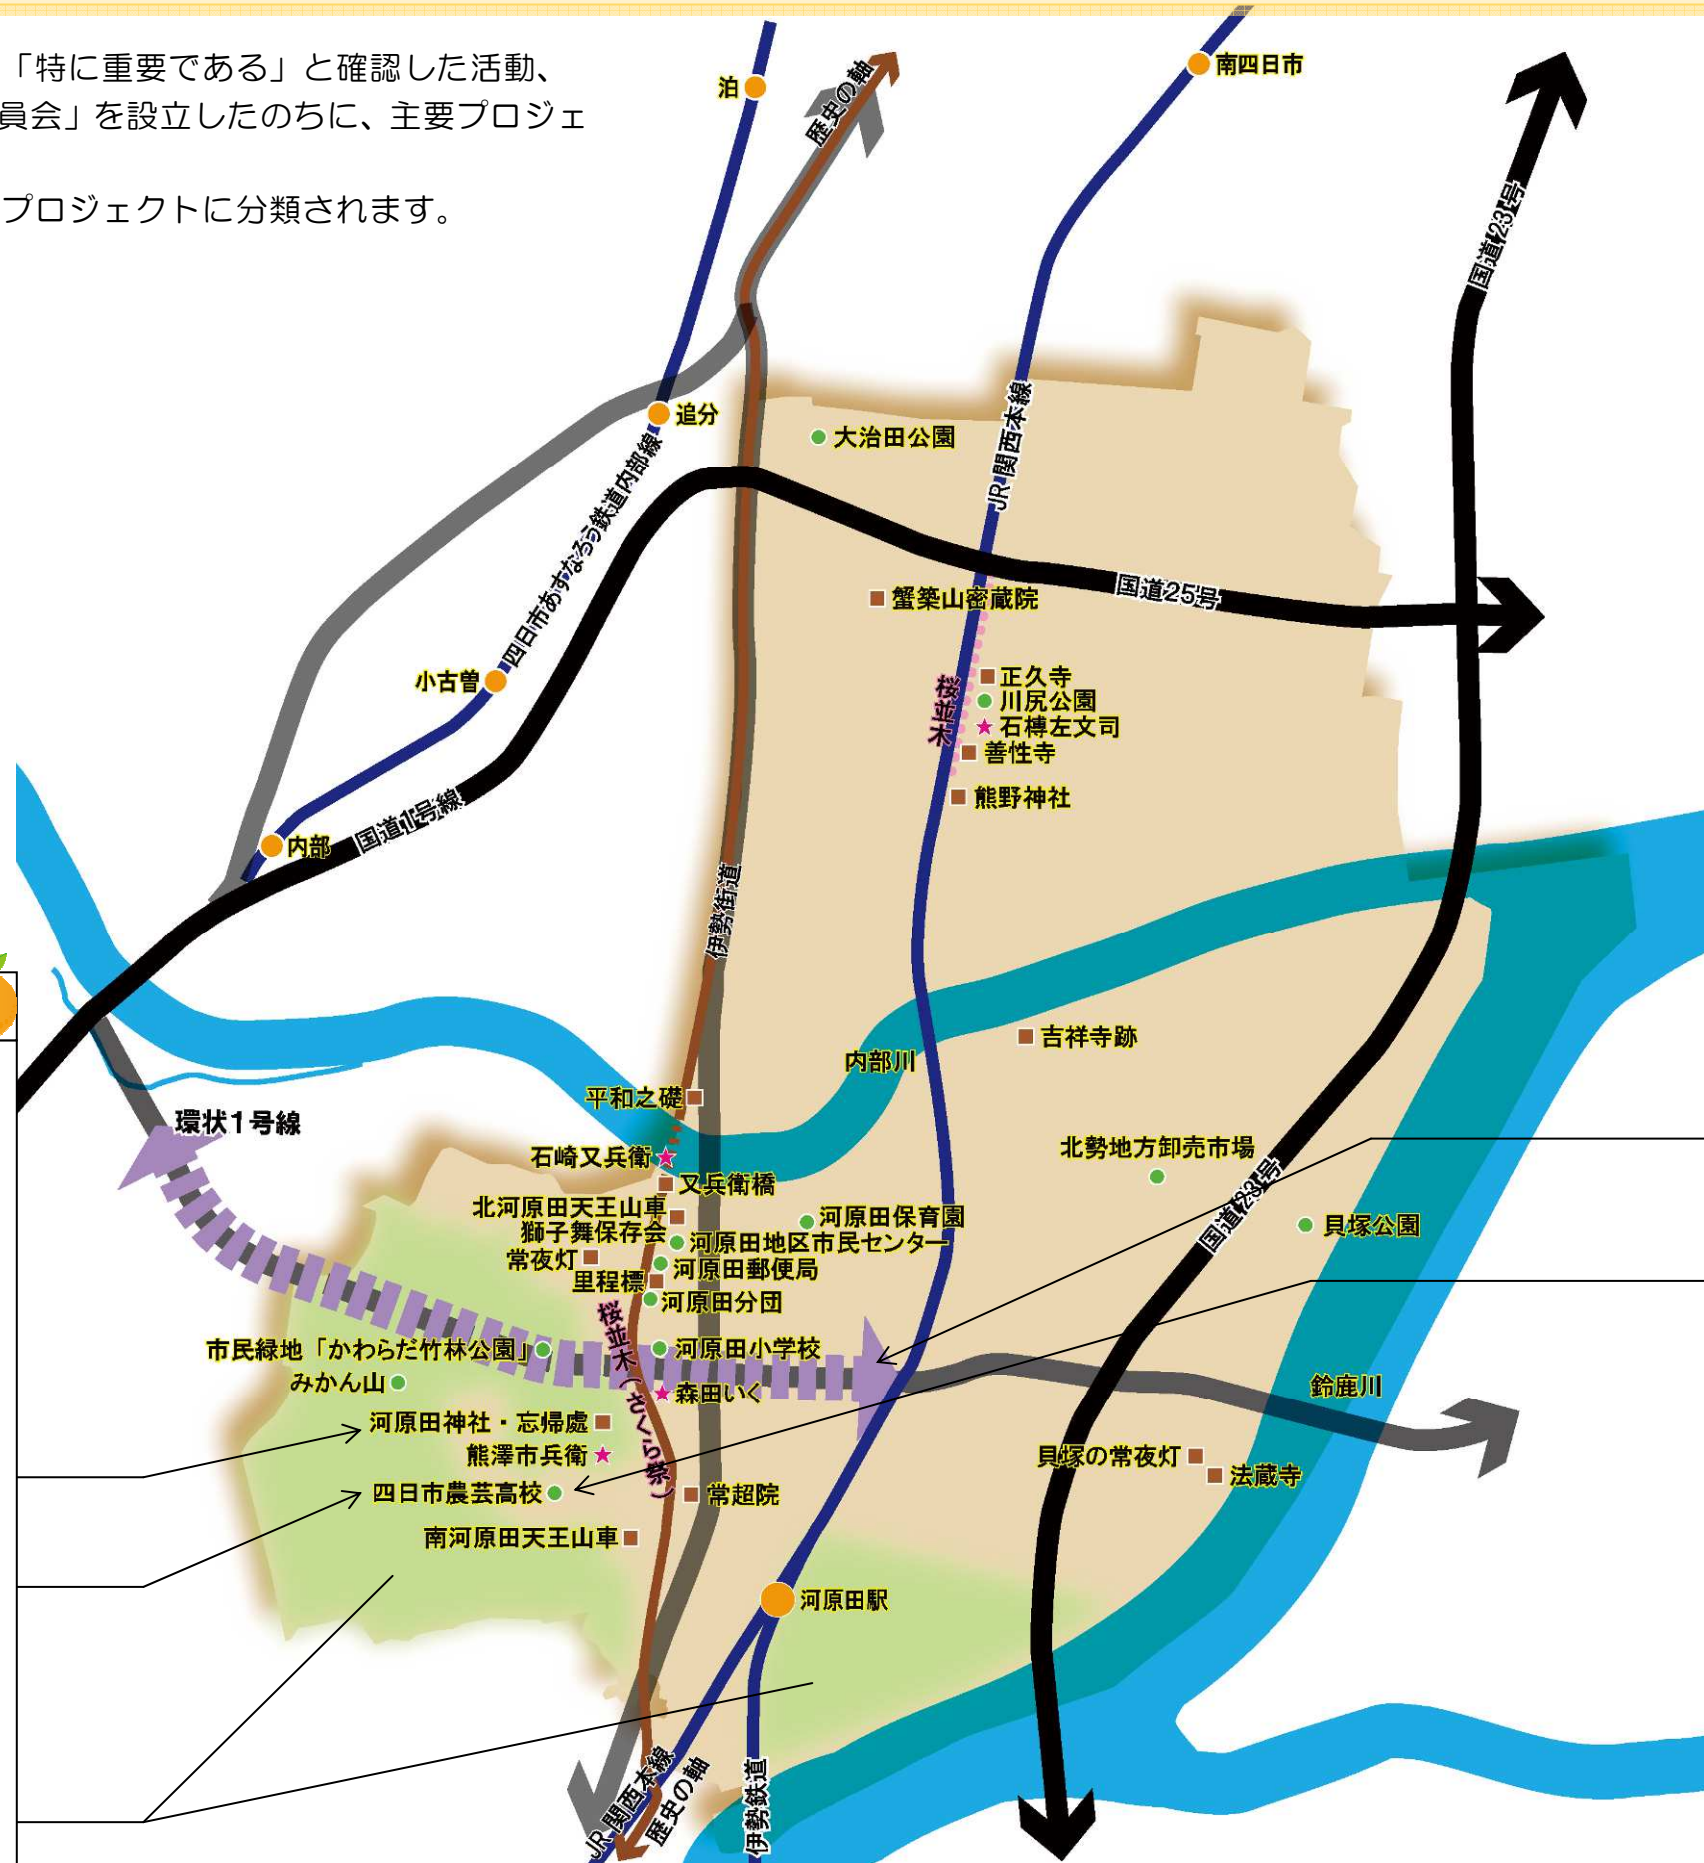 「特に重要である」と確認した活動、
員会」を設立したのちに、主要プロジェ
プロジェクトに分類されます。
泊
歴史の軸
南四日市
国道23号
追分
大治田公園
JR 関西本線
四日市あすなろう鉄道内部線
国道25号
蟹築山密蔵院
小古曽
正久寺
川尻公園
桜並木
石榑左文司
善性寺
熊野神社
国道1号線
内部
伊勢街道
吉祥寺跡
内部川
平和之礎
環状1号線
北勢地方卸売市場
石崎又兵衛
又兵衛橋
北河原田天王山車
獅子舞保存会
河原田保育園
貝塚公園
国道23号
河原田地区市民センター
常夜灯
河原田郵便局
里程標
河原田分団
桜並木（さくら祭）
市民緑地「かわらだ竹林公園」
河原田小学校
みかん山
森田いく
鈴鹿川
河原田神社・忘帰處
熊澤市兵衛
貝塚の常夜灯
法蔵寺
四日市農芸高校
常超院
南河原田天王山車
河原田駅
JR 関西本線
歴史の軸
伊勢鉄道